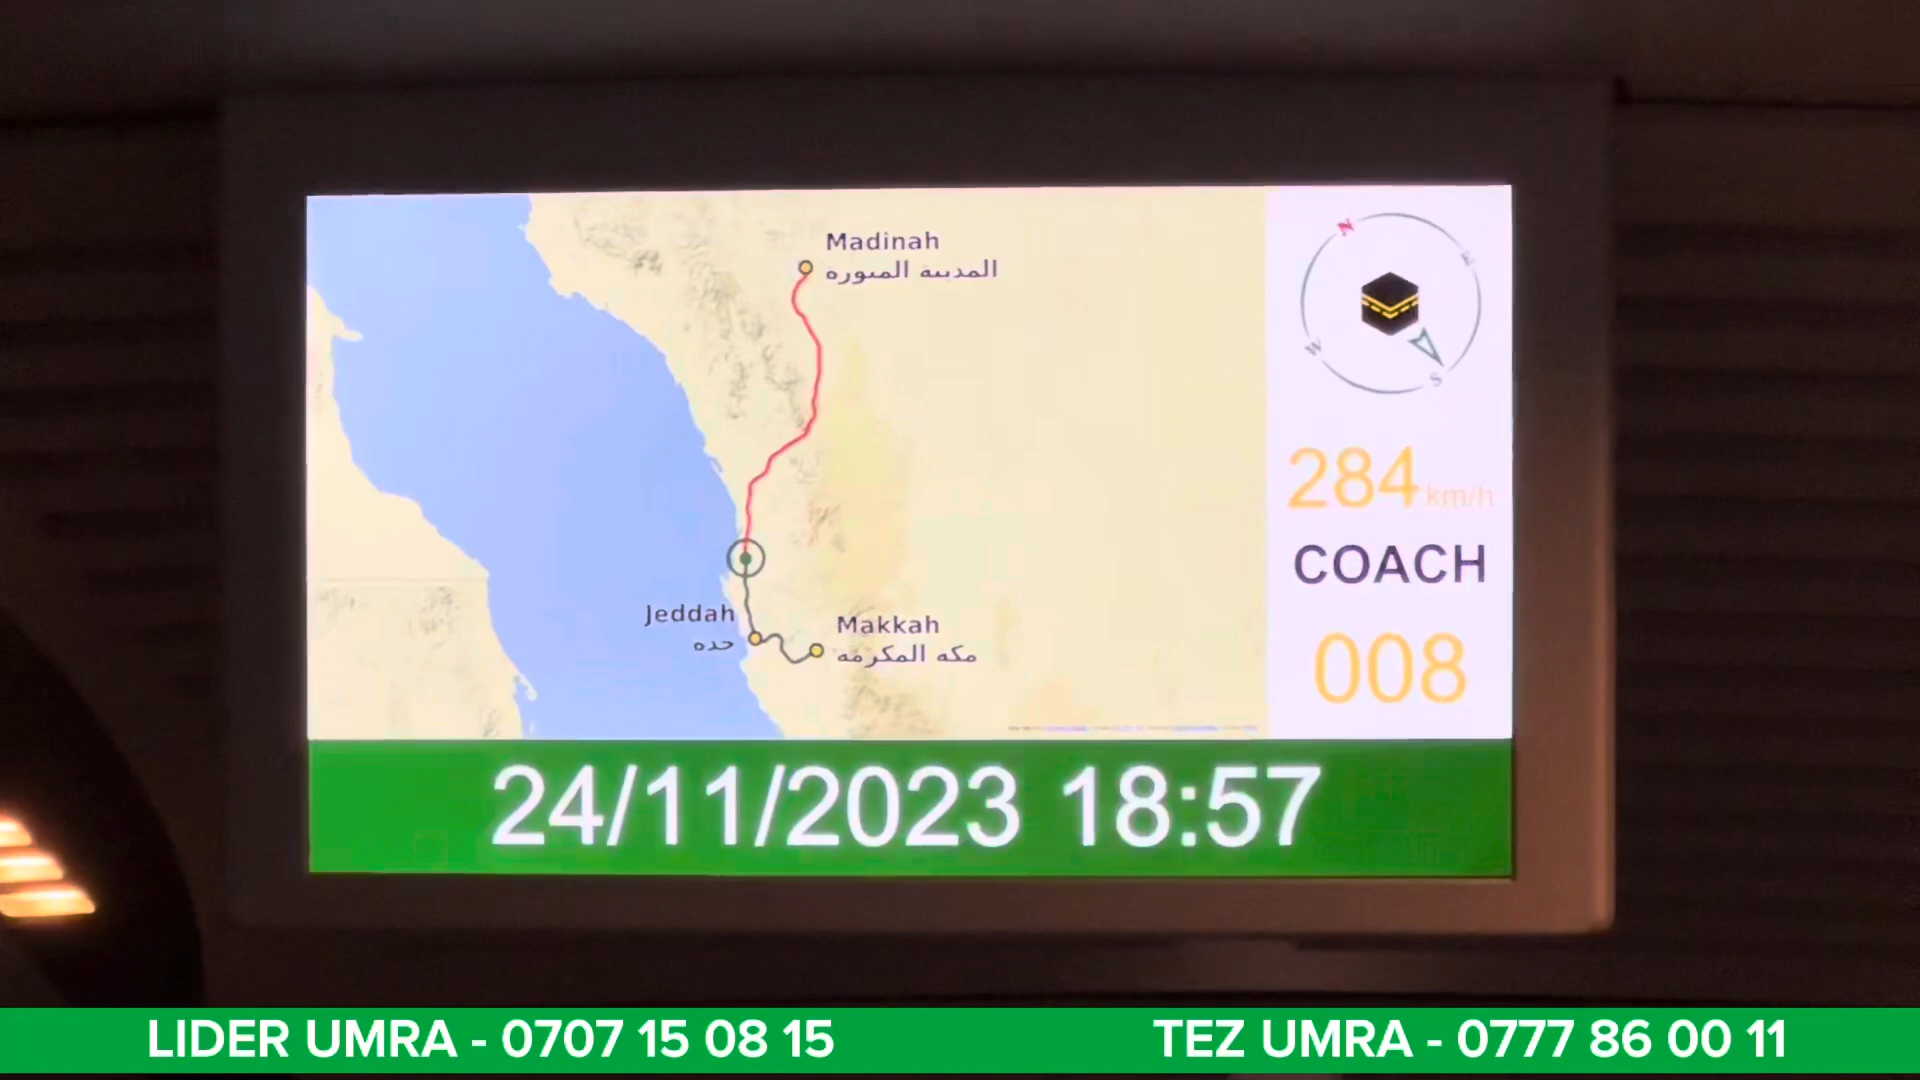 Madinah
المدينة المنوره
N
E
W
S
284 km/h
COACH
008
Jeddah
جده
Makkah
مكه المكرمه
24/11/2023 18:57
LIDER UMRA - 0707 15 08 15
TEZ UMRA - 0777 86 00 11